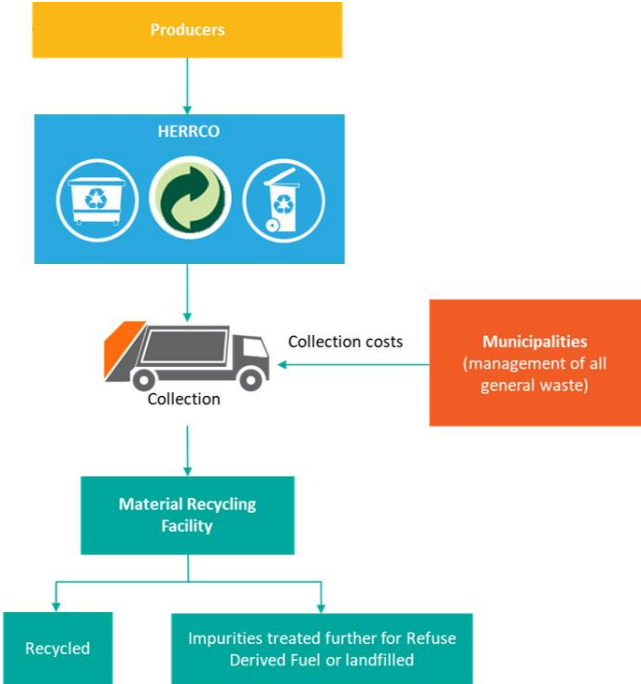 Producers
HERRCO
Collection costs
Municipalities
(management of all
general waste)
Collection
Material Recycling
Facility
Recycled
Impurities treated further for Refuse
Derived Fuel or landfilled